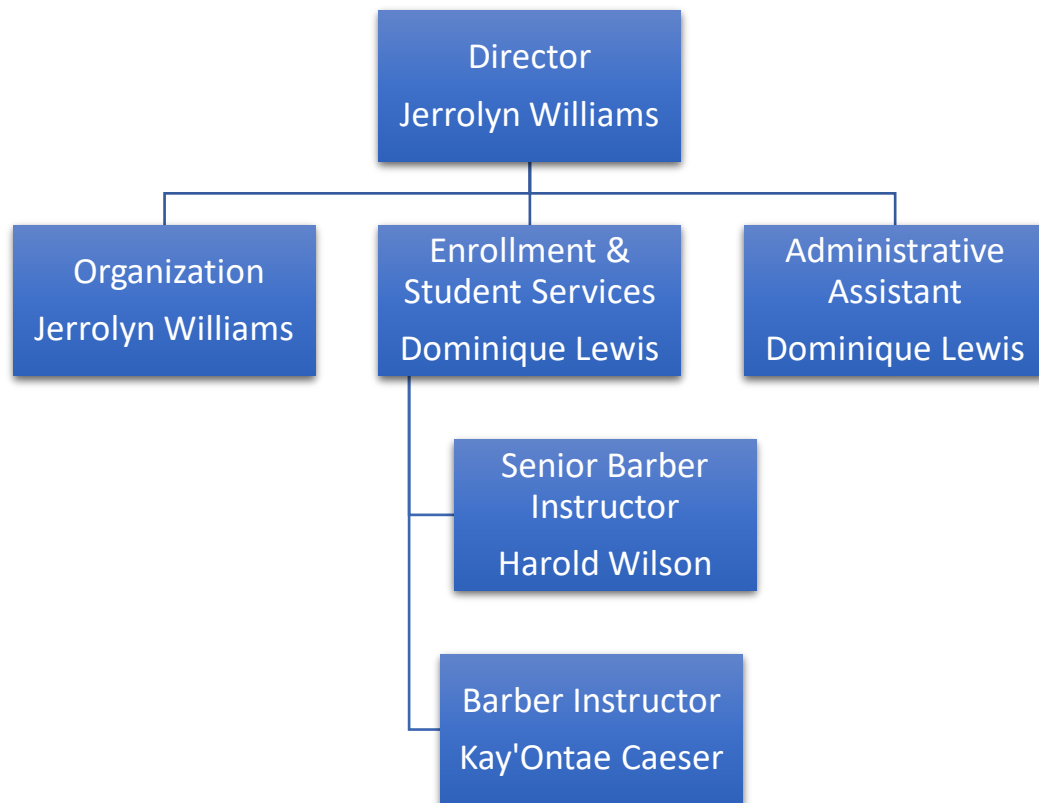 Director
Jerrolyn Williams
Organization
Jerrolyn Williams
Enrollment &
Student Services
Dominique Lewis
Administrative
Assistant
Dominique Lewis
Senior Barber
Instructor
Harold Wilson
Barber Instructor
Kay'Ontae Caeser